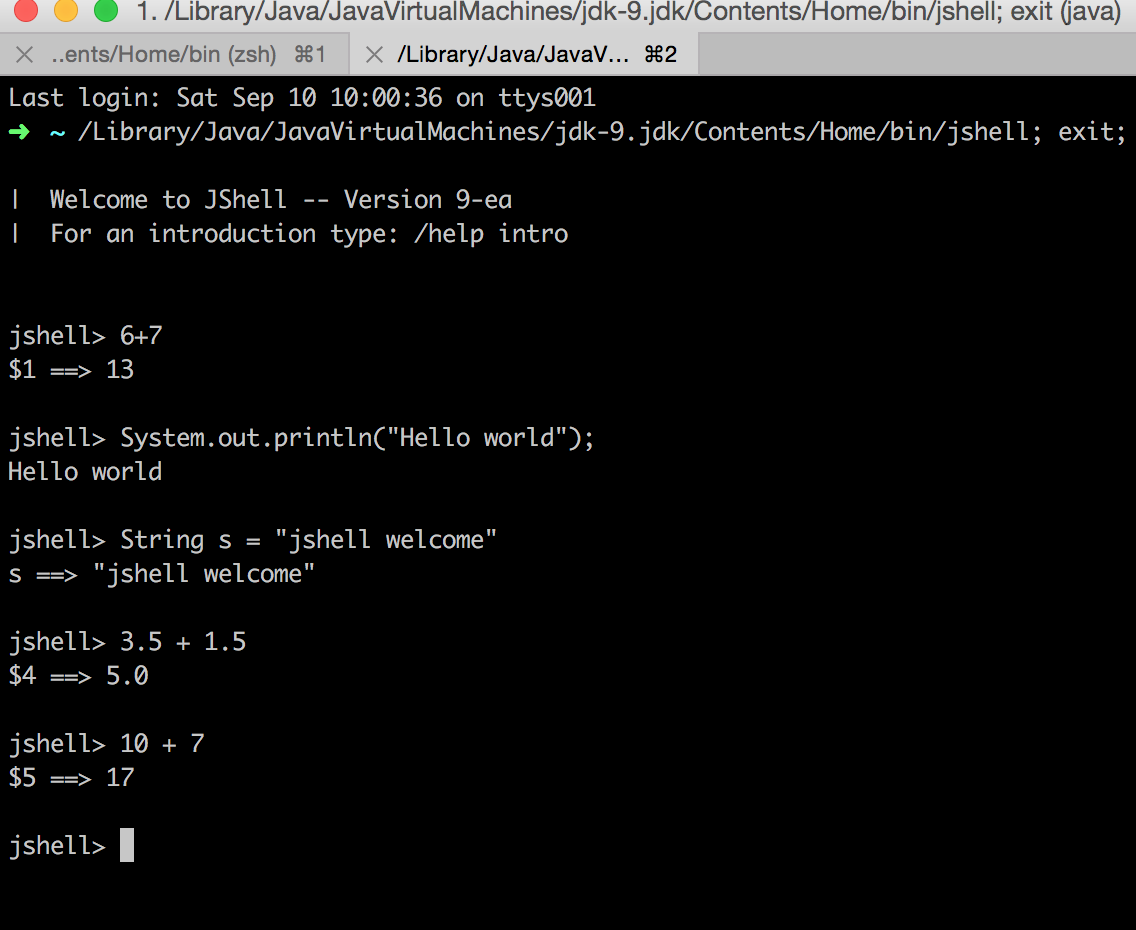 1. /Library/Java/JavaVirtualMachines/jdk-9.jdk/Contents/Home/bin/jshell; exit (java)
..ents/Home/bin (zsh) ⌘1 /Library/Java/JavaV... ⌘2
Last login: Sat Sep 10 10:00:36 on ttys001
➜ ~ /Library/Java/JavaVirtualMachines/jdk-9.jdk/Contents/Home/bin/jshell; exit;
| Welcome to JShell -- Version 9-ea
| For an introduction type: /help intro
jshell> 6+7
$1 ==> 13
jshell> System.out.println("Hello world");
Hello world
jshell> String s = "jshell welcome"
s ==> "jshell welcome"
jshell> 3.5 + 1.5
$4 ==> 5.0
jshell> 10 + 7
$5 ==> 17
jshell>